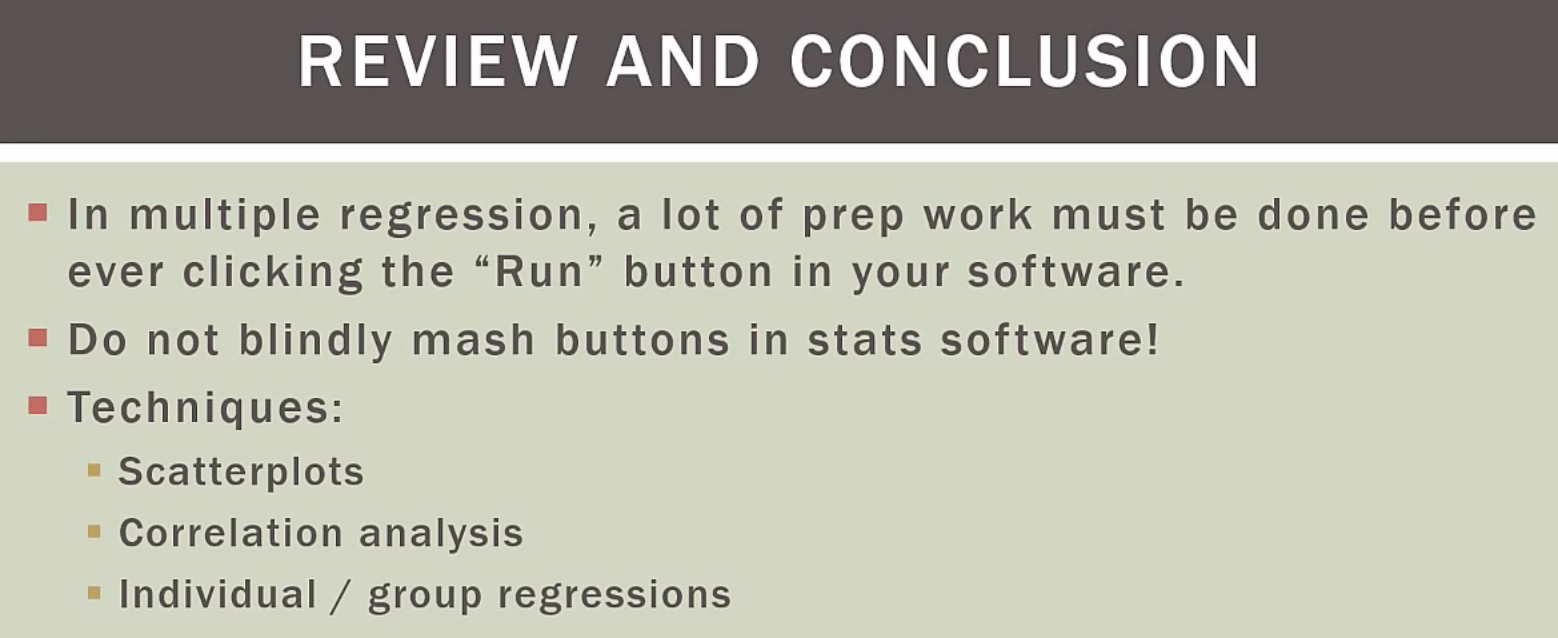 REVIEW AND CONCLUSION
In multiple regression, a lot of prep work must be done before
ever clicking the “Run” button in your software.
Do not blindly mash buttons in stats software!
Techniques:
Scatterplots
Correlation analysis
Individual / group regressions